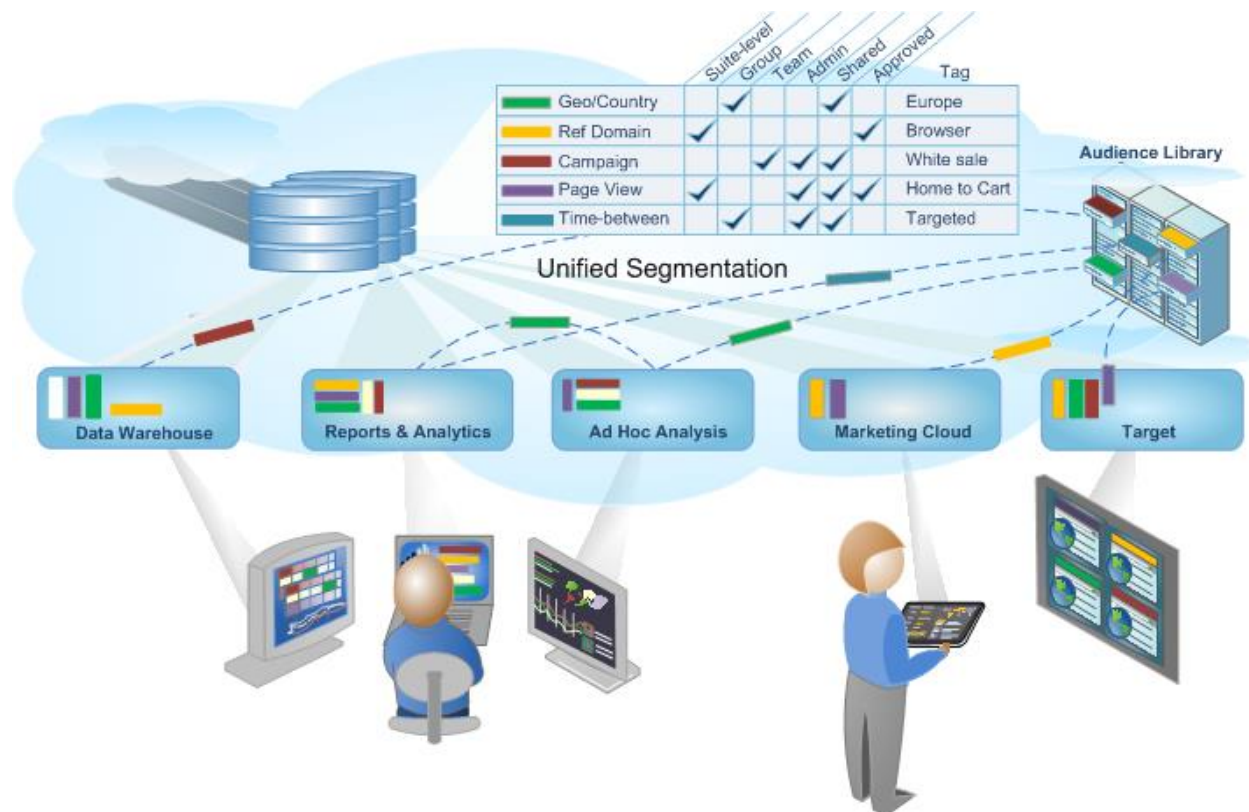 Suite-level Group Team Admin Shared Approved Tag
Geo/Country Europe
Ref Domain Browser
Campaign White sale
Page View Home to Cart
Time-between Targeted
Audience Library
Unified Segmentation
Data Warehouse
Reports & Analytics
Ad Hoc Analysis
Marketing Cloud
Target